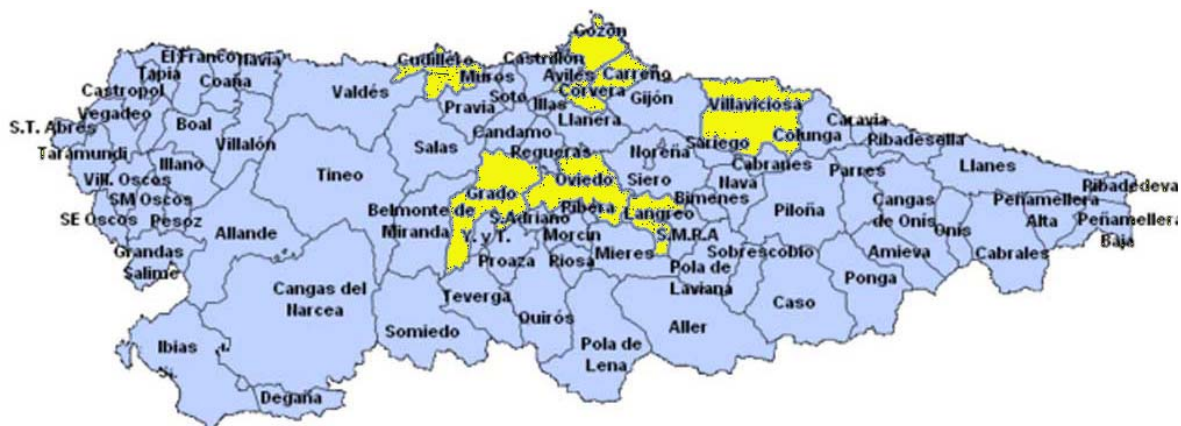 Gozón
El Franco
Navia
Cudillero
Castrillón
Tapia
Coaña
Muros
Avilés
Carreño
Castropol
Valdés
Soto
Illas
Corvera
Gijón
Villaviciosa
Vegadeo
Pravia
Llanera
Caravia
S.T. Abres
Boal
Candamo
Colunga
Ribadesella
Taramundi
Villalón
Salas
Regueras
Noreña
Sariego
Illano
Cabranes
Parres
Llanes
Vill. Oscos
Tineo
Grado
Oviedo
Siero
Nava
Ribadedeva
SM Oscos
Belmonte de
Miranda
S.Adriano
Ribera
Langreo
Bimenes
Piloña
Cangas
de Onis
Onis
Peñamellera
Alta
Peñamellera
Baja
SE Oscos
Pesoz
Allande
Y. y T.
Morcin
S.M.R.A
Grandas
Salime
Proaza
Riosa
Mieres
Sobrescobio
Amieva
Cabrales
Pola de
Laviana
Ponga
Cangas del
Narcea
Teverga
Caso
Quirós
Aller
Somiedo
Ibias
Pola de
Lena
Degaña